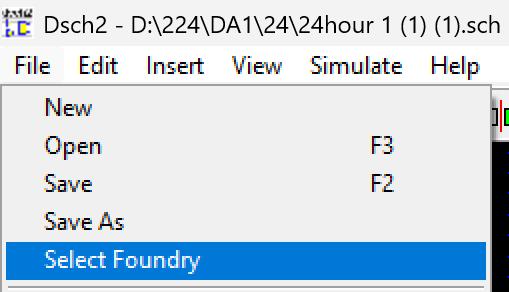 Dsch2 - D:\224\DA1\24\24hour 1 (1) (1).sch
File Edit Insert View Simulate Help
New
Open F3
Save F2
Save As
Select Foundry